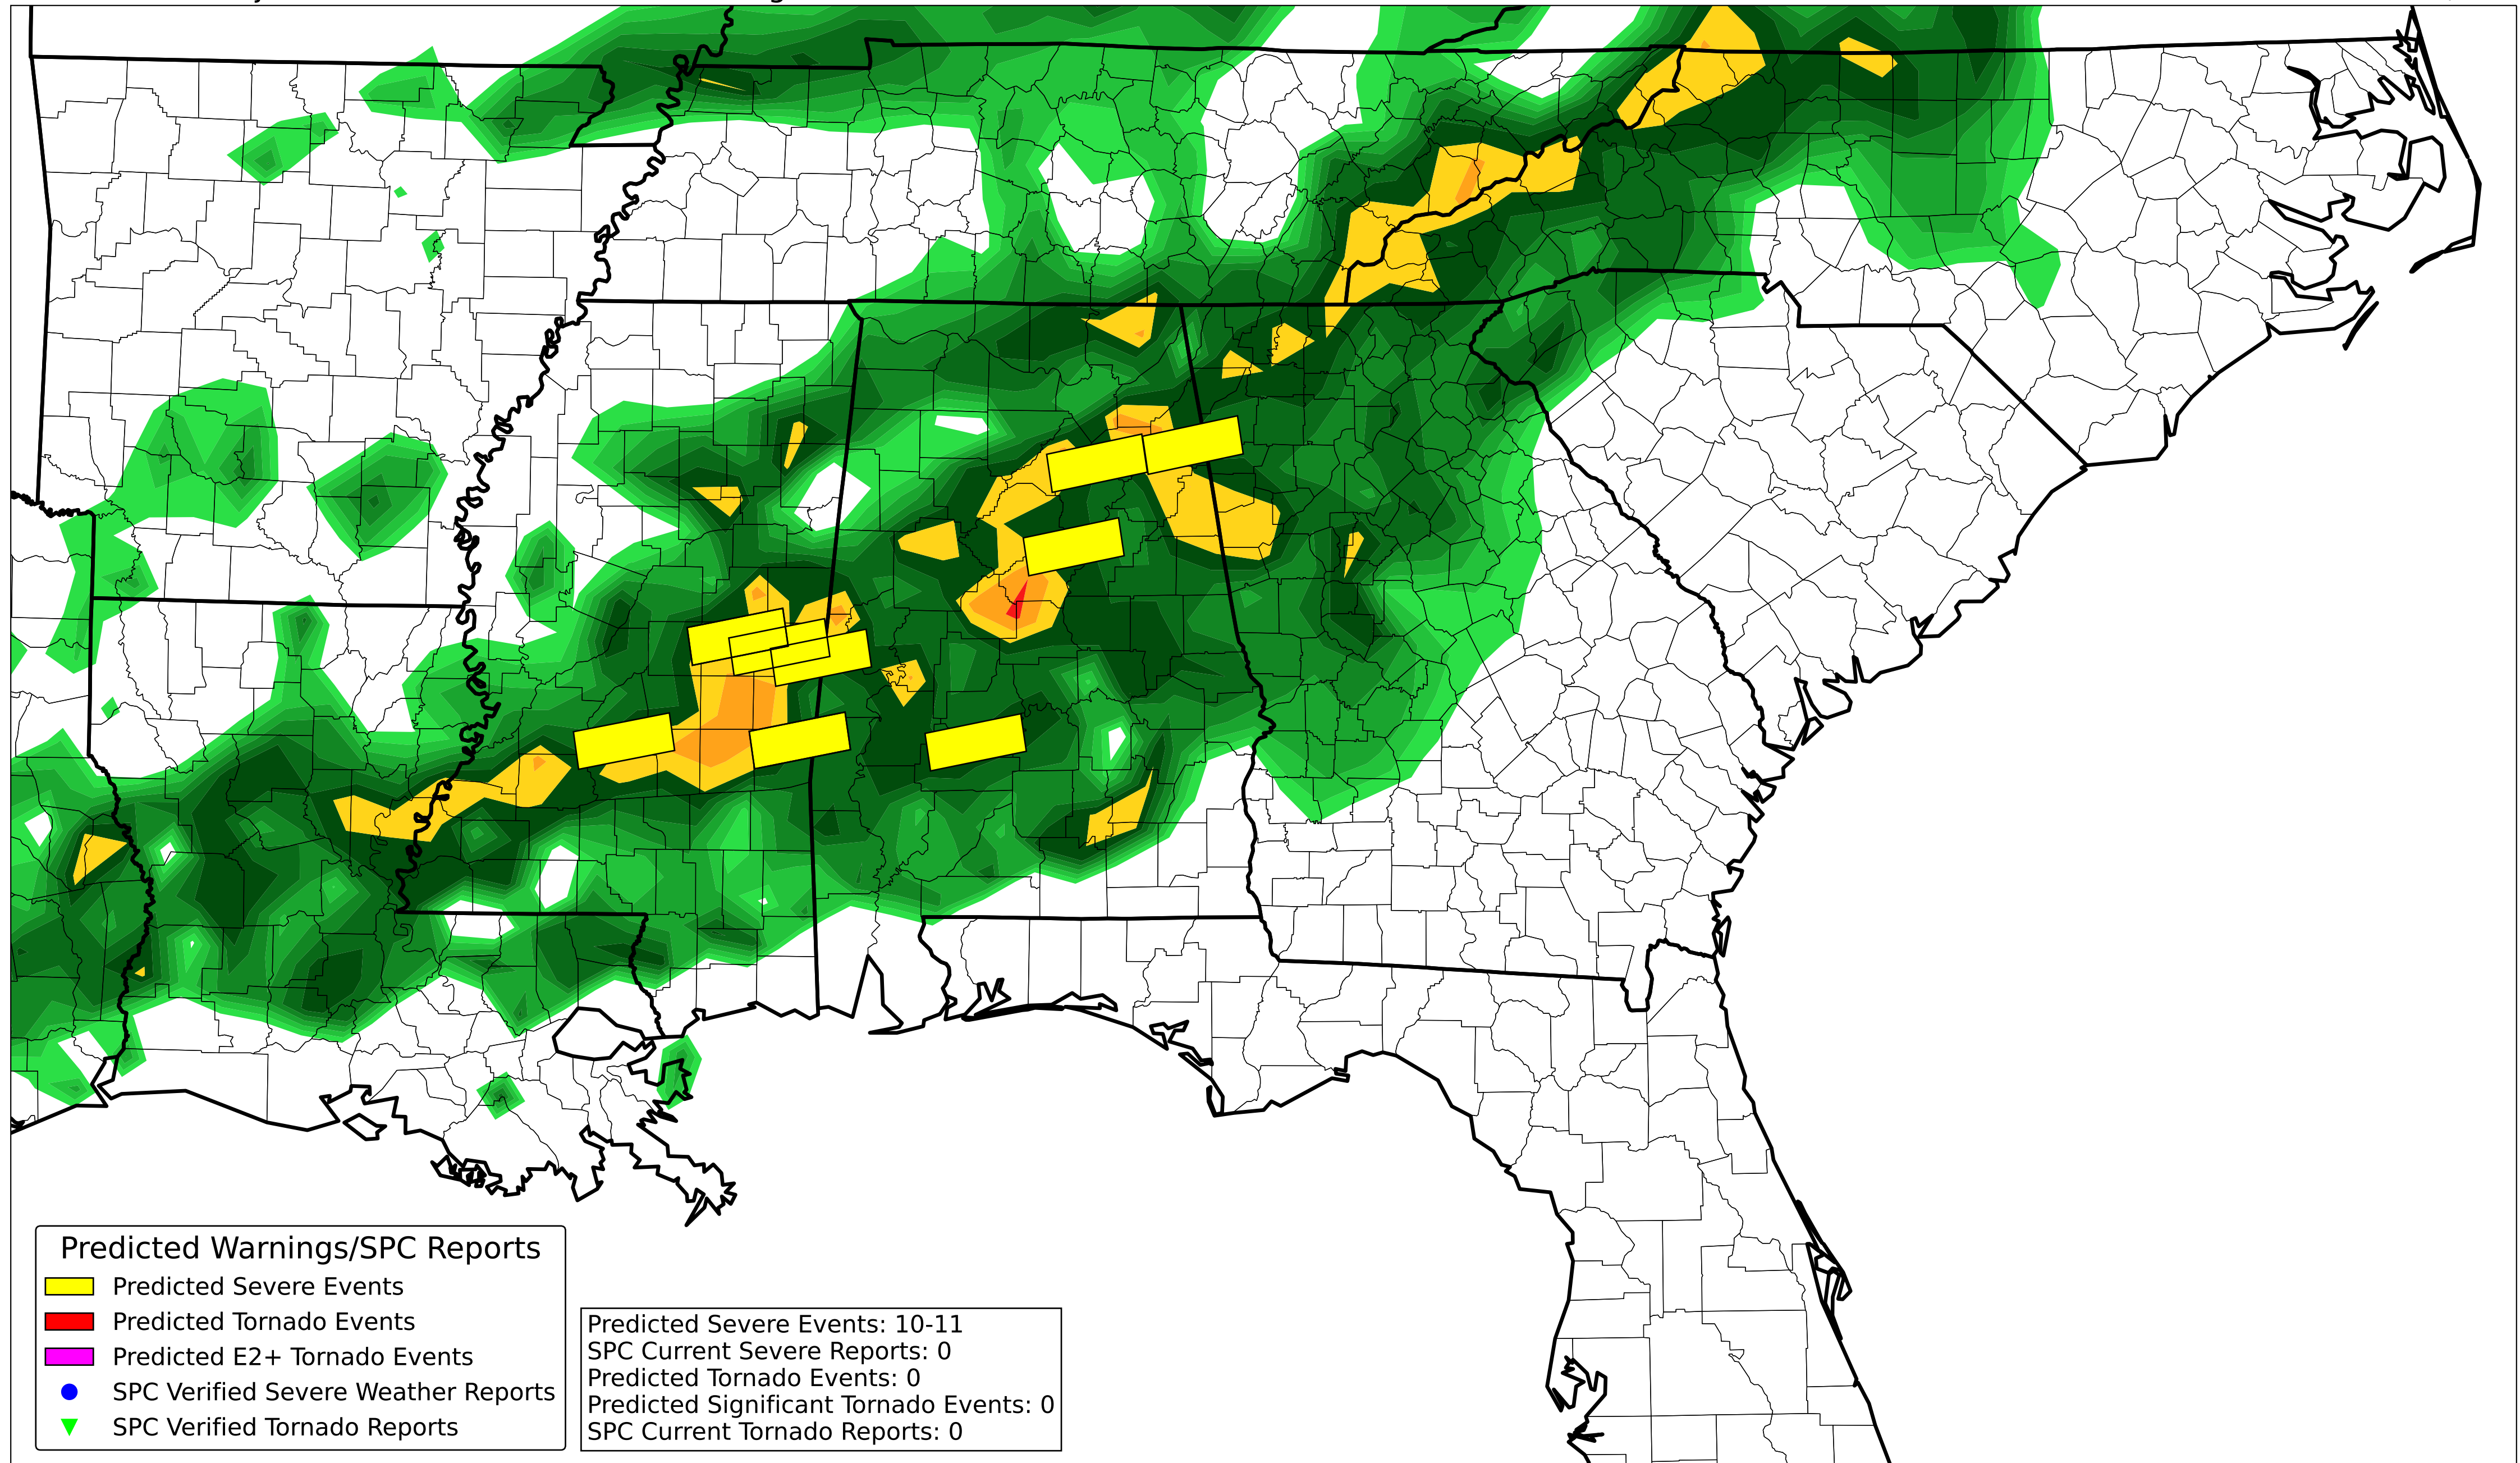 Predicted Warnings/SPC Reports
Predicted Severe Events
Predicted Tornado Events
Predicted E2+ Tornado Events
SPC Verified Severe Weather Reports
SPC Verified Tornado Reports
Predicted Severe Events: 10-11
SPC Current Severe Reports: 0
Predicted Tornado Events: 0
Predicted Significant Tornado Events: 0
SPC Current Tornado Reports: 0